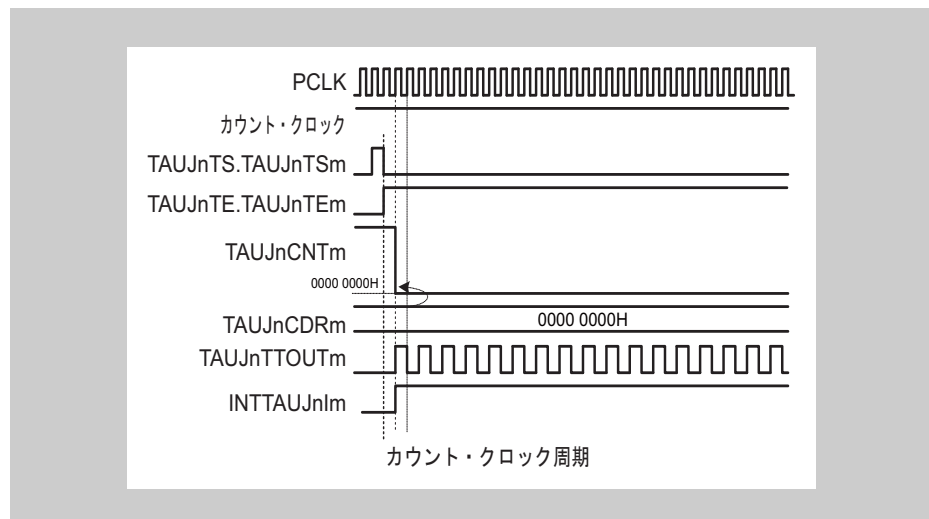 PCLK
カウント・クロック
TAUJnTS.TAUJnTSm
TAUJnTE.TAUJnTEm
TAUJnCNTm
0000 0000H
TAUJnCDRm
0000 0000H
TAUJnTTOUTm
INTTAUJnIm
カウント・クロック周期